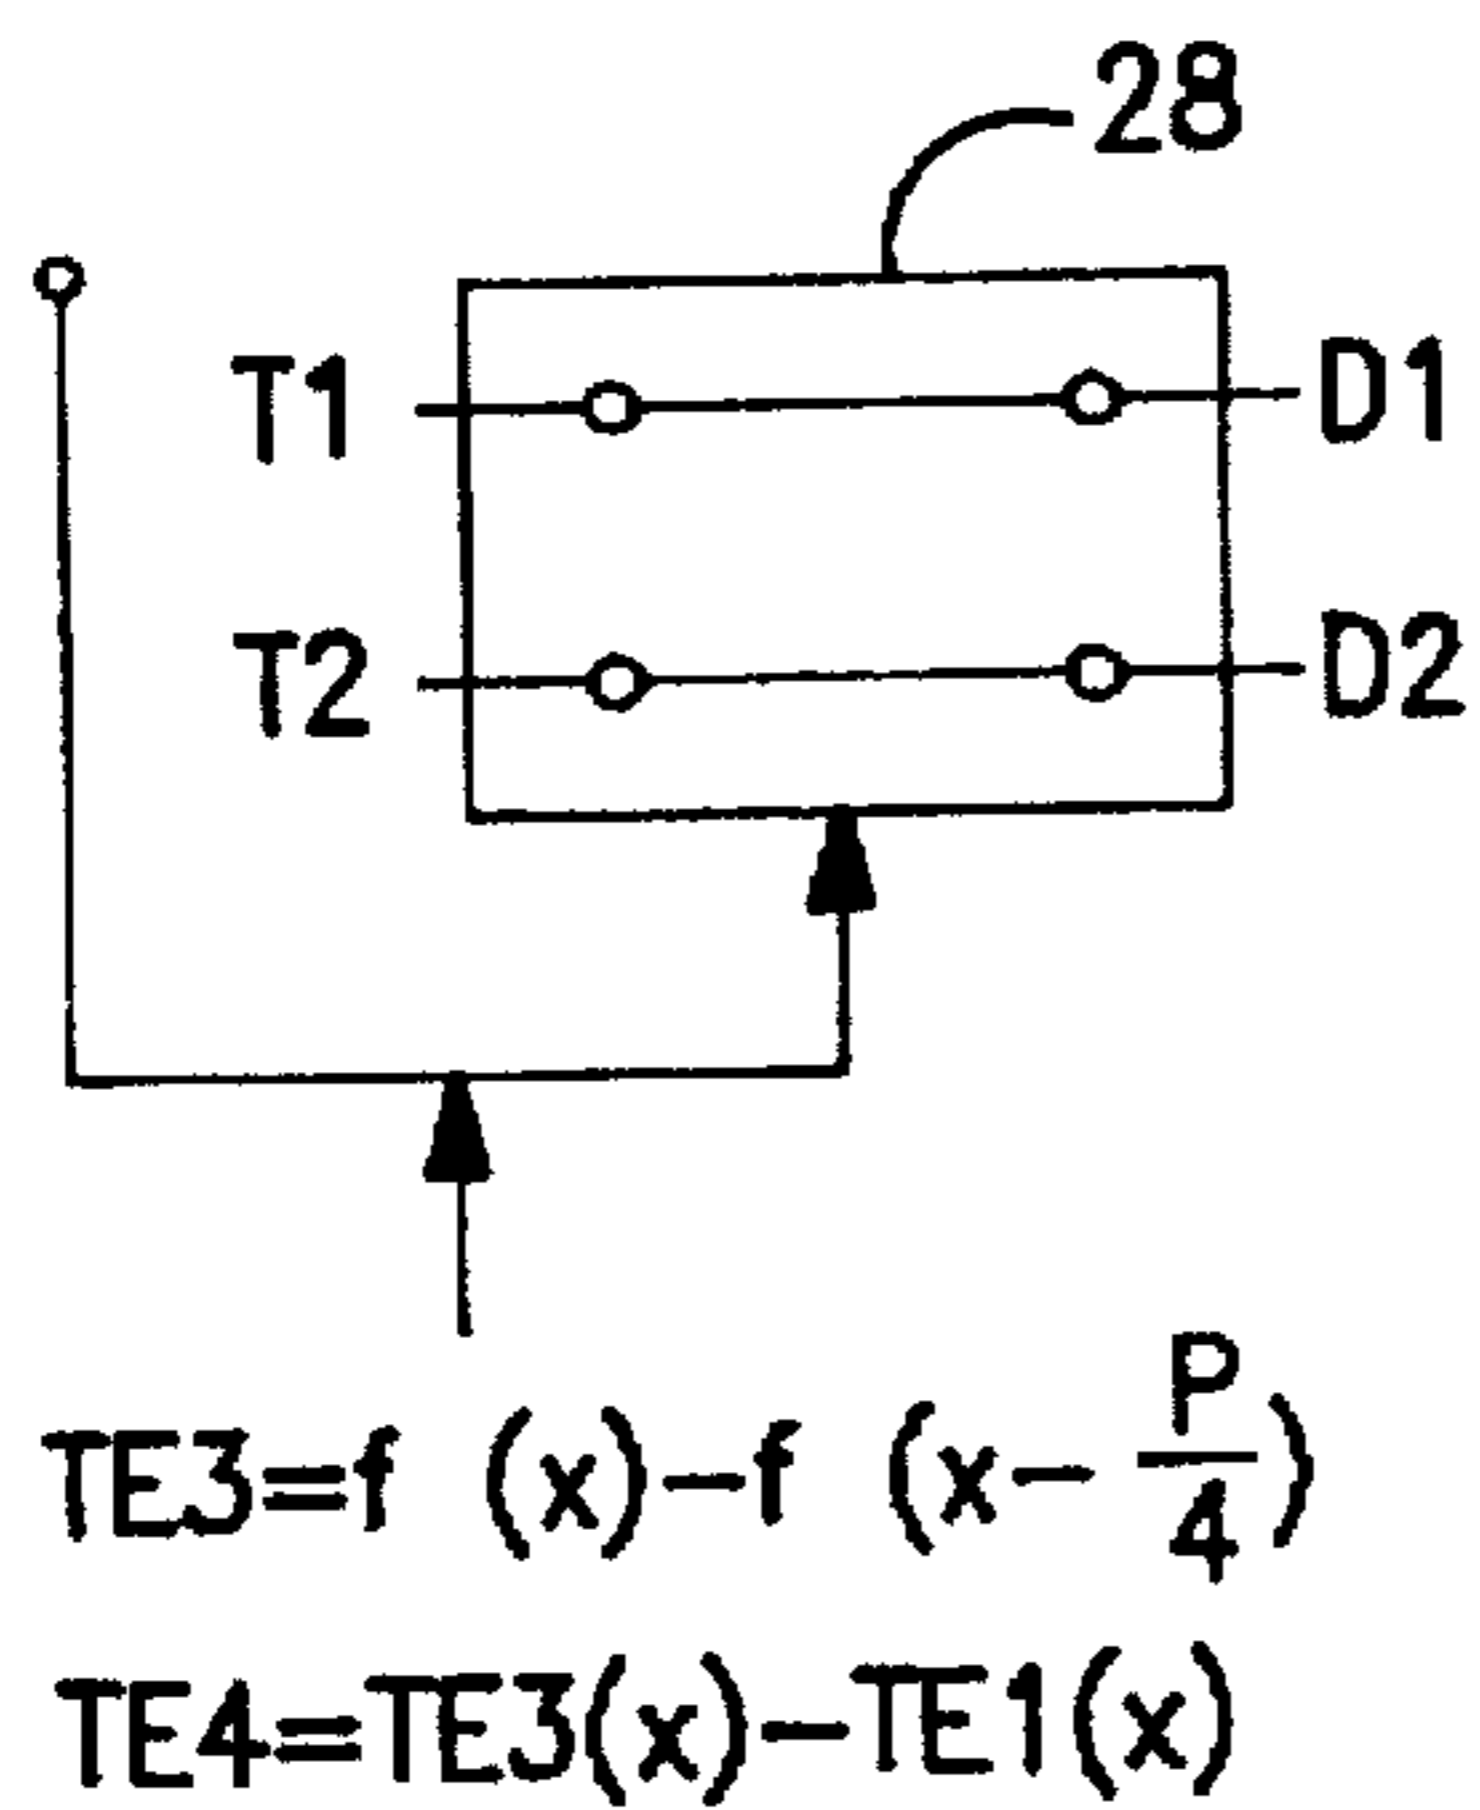 28
T1
D1
T2
D2
TE3=f (x)-f (x-P/4)
TE4=TE3(x)-TE1(x)